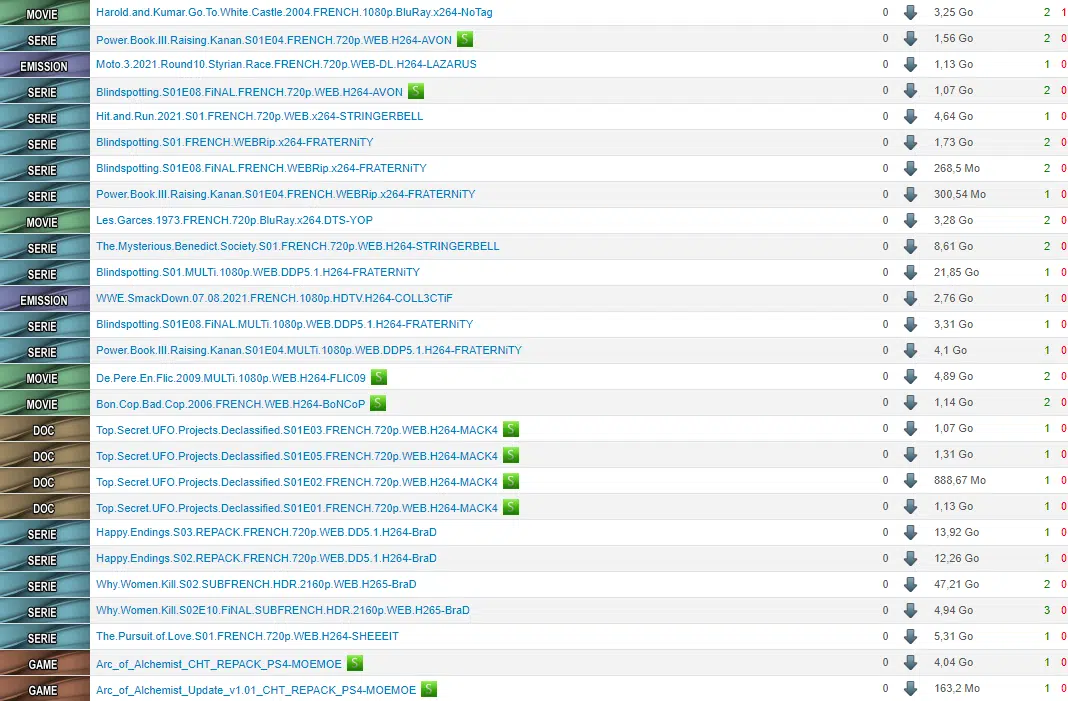 MOVIE Harold.and.Kumar.Go.To.White.Castle.2004.FRENCH.1080p.BluRay.x264-NoTag 0 3,25 Go 2 1
SERIE Power.Book.III.Raising.Kanan.S01E04.FRENCH.720p.WEB.H264-AVON S 0 1,56 Go 2 0
EMISSION Moto.3.2021.Round10.Styrian.Race.FRENCH.720p.WEB-DL.H264-LAZARUS 0 1,13 Go 1 0
SERIE Blindspotting.S01E08.FiNAL.FRENCH.720p.WEB.H264-AVON S 0 1,07 Go 2 0
SERIE Hit.and.Run.2021.S01.FRENCH.720p.WEB.x264-STRINGERBELL 0 4,64 Go 1 0
SERIE Blindspotting.S01.FRENCH.WEBRip.x264-FRATERNiTY 0 1,73 Go 2 0
SERIE Blindspotting.S01E08.FiNAL.FRENCH.WEBRip.x264-FRATERNiTY 0 268,5 Mo 2 0
SERIE Power.Book.III.Raising.Kanan.S01E04.FRENCH.WEBRip.x264-FRATERNiTY 0 300,54 Mo 1 0
MOVIE Les.Garces.1973.FRENCH.720p.BluRay.x264.DTS-YOP 0 3,28 Go 2 0
SERIE The.Mysterious.Benedict.Society.S01.FRENCH.720p.WEB.H264-STRINGERBELL 0 8,61 Go 2 0
SERIE Blindspotting.S01.MULTi.1080p.WEB.DDP5.1.H264-FRATERNiTY 0 21,85 Go 1 0
EMISSION WWE.SmackDown.07.08.2021.FRENCH.1080p.HDTV.H264-COLL3CTiF 0 2,76 Go 1 0
SERIE Blindspotting.S01E08.FiNAL.MULTi.1080p.WEB.DDP5.1.H264-FRATERNiTY 0 3,31 Go 1 0
SERIE Power.Book.III.Raising.Kanan.S01E04.MULTi.1080p.WEB.DDP5.1.H264-FRATERNiTY 0 4,1 Go 1 0
MOVIE De.Pere.En.Flic.2009.MULTi.1080p.WEB.H264-FLIC09 S 0 4,89 Go 2 0
MOVIE Bon.Cop.Bad.Cop.2006.FRENCH.WEB.H264-BoNCoP S 0 1,14 Go 2 0
DOC Top.Secret.UFO.Projects.Declassified.S01E03.FRENCH.720p.WEB.H264-MACK4 S 0 1,07 Go 1 0
DOC Top.Secret.UFO.Projects.Declassified.S01E05.FRENCH.720p.WEB.H264-MACK4 S 0 1,31 Go 1 0
DOC Top.Secret.UFO.Projects.Declassified.S01E02.FRENCH.720p.WEB.H264-MACK4 S 0 888,67 Mo 1 0
DOC Top.Secret.UFO.Projects.Declassified.S01E01.FRENCH.720p.WEB.H264-MACK4 S 0 1,13 Go 1 0
SERIE Happy.Endings.S03.REPACK.FRENCH.720p.WEB.DD5.1.H264-BraD 0 13,92 Go 1 0
SERIE Happy.Endings.S02.REPACK.FRENCH.720p.WEB.DD5.1.H264-BraD 0 12,26 Go 1 0
SERIE Why.Women.Kill.S02.SUBFRENCH.HDR.2160p.WEB.H265-BraD 0 47,21 Go 2 0
SERIE Why.Women.Kill.S02E10.FiNAL.SUBFRENCH.HDR.2160p.WEB.H265-BraD 0 4,94 Go 3 0
SERIE The.Pursuit.of.Love.S01.FRENCH.720p.WEB.H264-SHEEEIT 0 5,31 Go 1 0
GAME Arc_of_Alchemist_CHT_REPACK_PS4-MOEMOE S 0 4,04 Go 1 0
GAME Arc_of_Alchemist_Update_v1.01_CHT_REPACK_PS4-MOEMOE S 0 163,2 Mo 1 0